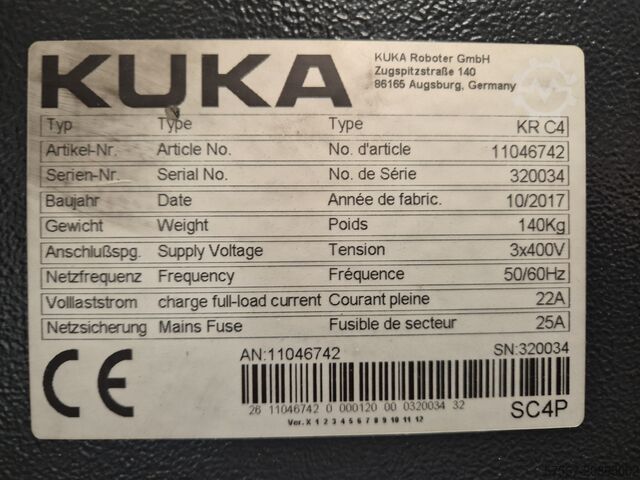 KUKA
KUKA Roboter GmbH
Zugspitzstraße 140
86165 Augsburg, Germany
Typ Type Type KR C4
Artikel-Nr. Article No. No. d'article 11046742
Serien-Nr. Serial No. No. de Série 320034
Baujahr Date Année de fabric. 10/2017
Gewicht Weight Poids 140Kg
Anschlußspg. Supply Voltage Tension 3x400V
Netzfrequenz Frequency Fréquence 50/60Hz
Volllaststrom charge full-load current Courant pleine 22A
Netzsicherung Mains Fuse Fusible de secteur 25A
CE
AN:11046742 SN:320034
26 11046742 0 000120 00 0320034 32
SC4P
Ver. X 1 2 3 4 5 6 7 8 9 10 11 12